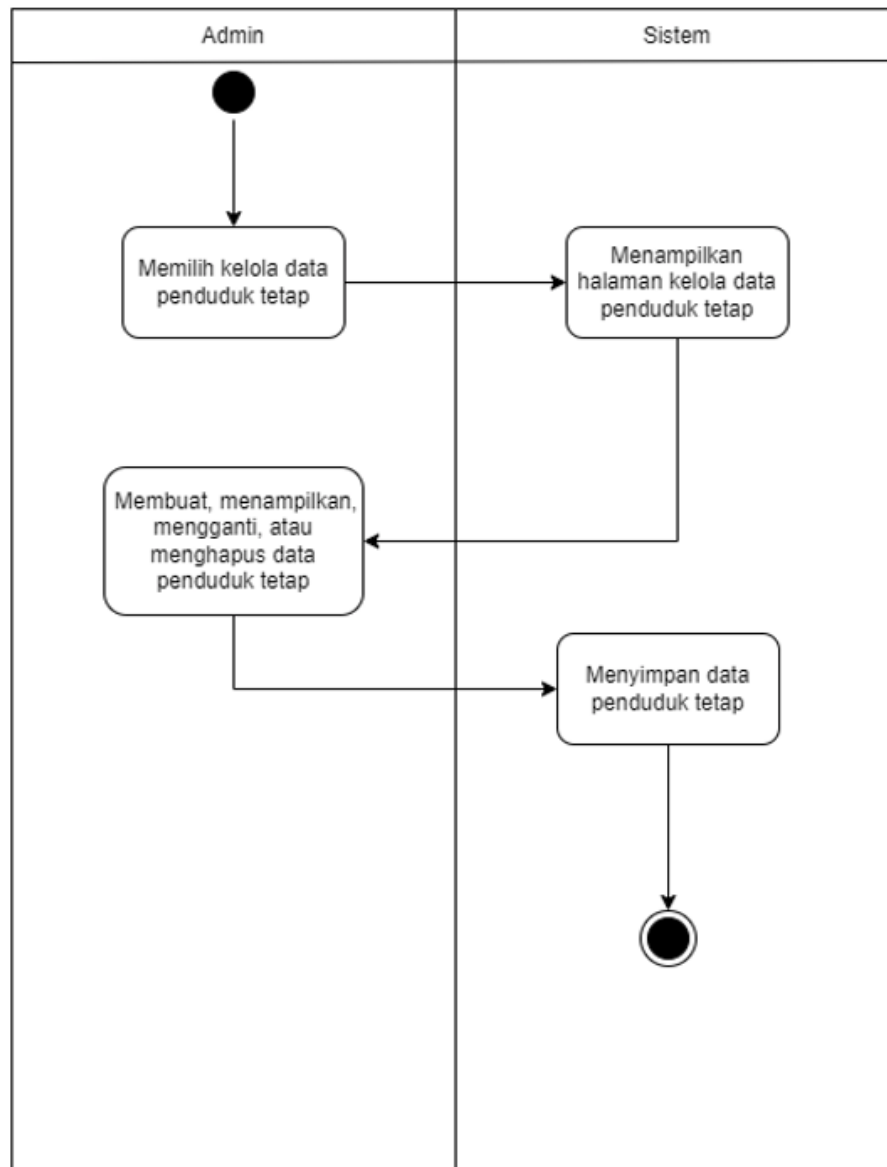 Admin
Sistem
Memilih kelola data
penduduk tetap
Menampilkan
halaman kelola data
penduduk tetap
Membuat, menampilkan,
mengganti, atau
menghapus data
penduduk tetap
Menyimpan data
penduduk tetap